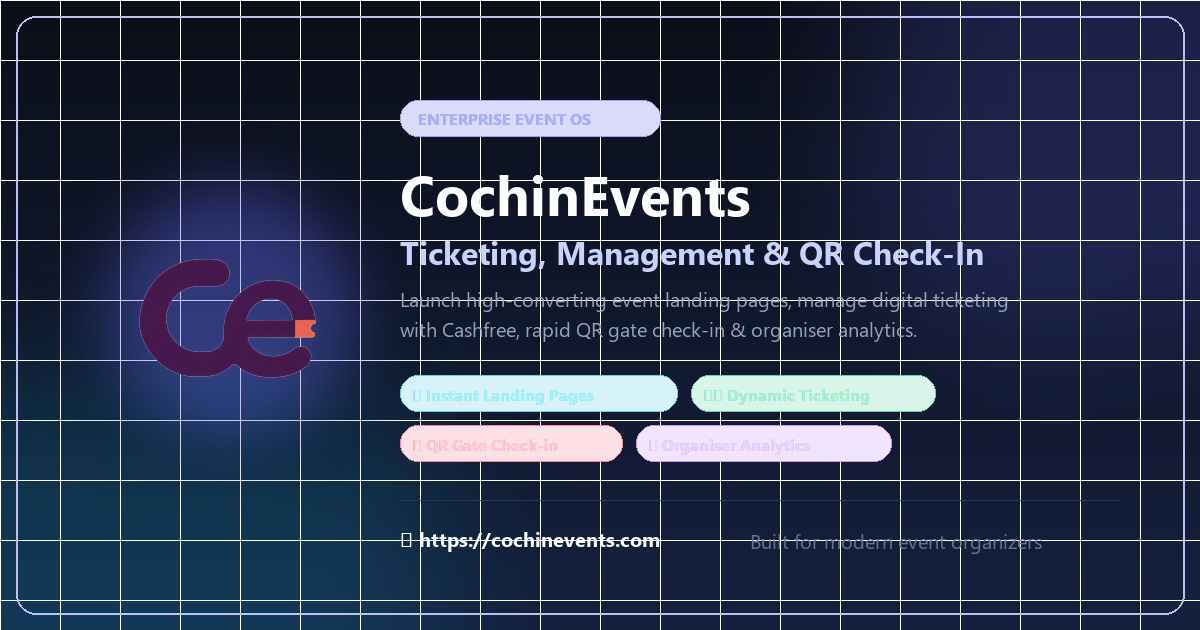 ENTERPRISE EVENT OS
Ce
CochinEvents
Ticketing, Management & QR Check-In
Launch high-converting event landing pages, manage digital ticketing
with Cashfree, rapid QR gate check-in & organiser analytics.
Instant Landing Pages
Dynamic Ticketing
QR Gate Check-in
Organiser Analytics
https://cochinevents.com
Built for modern event organizers